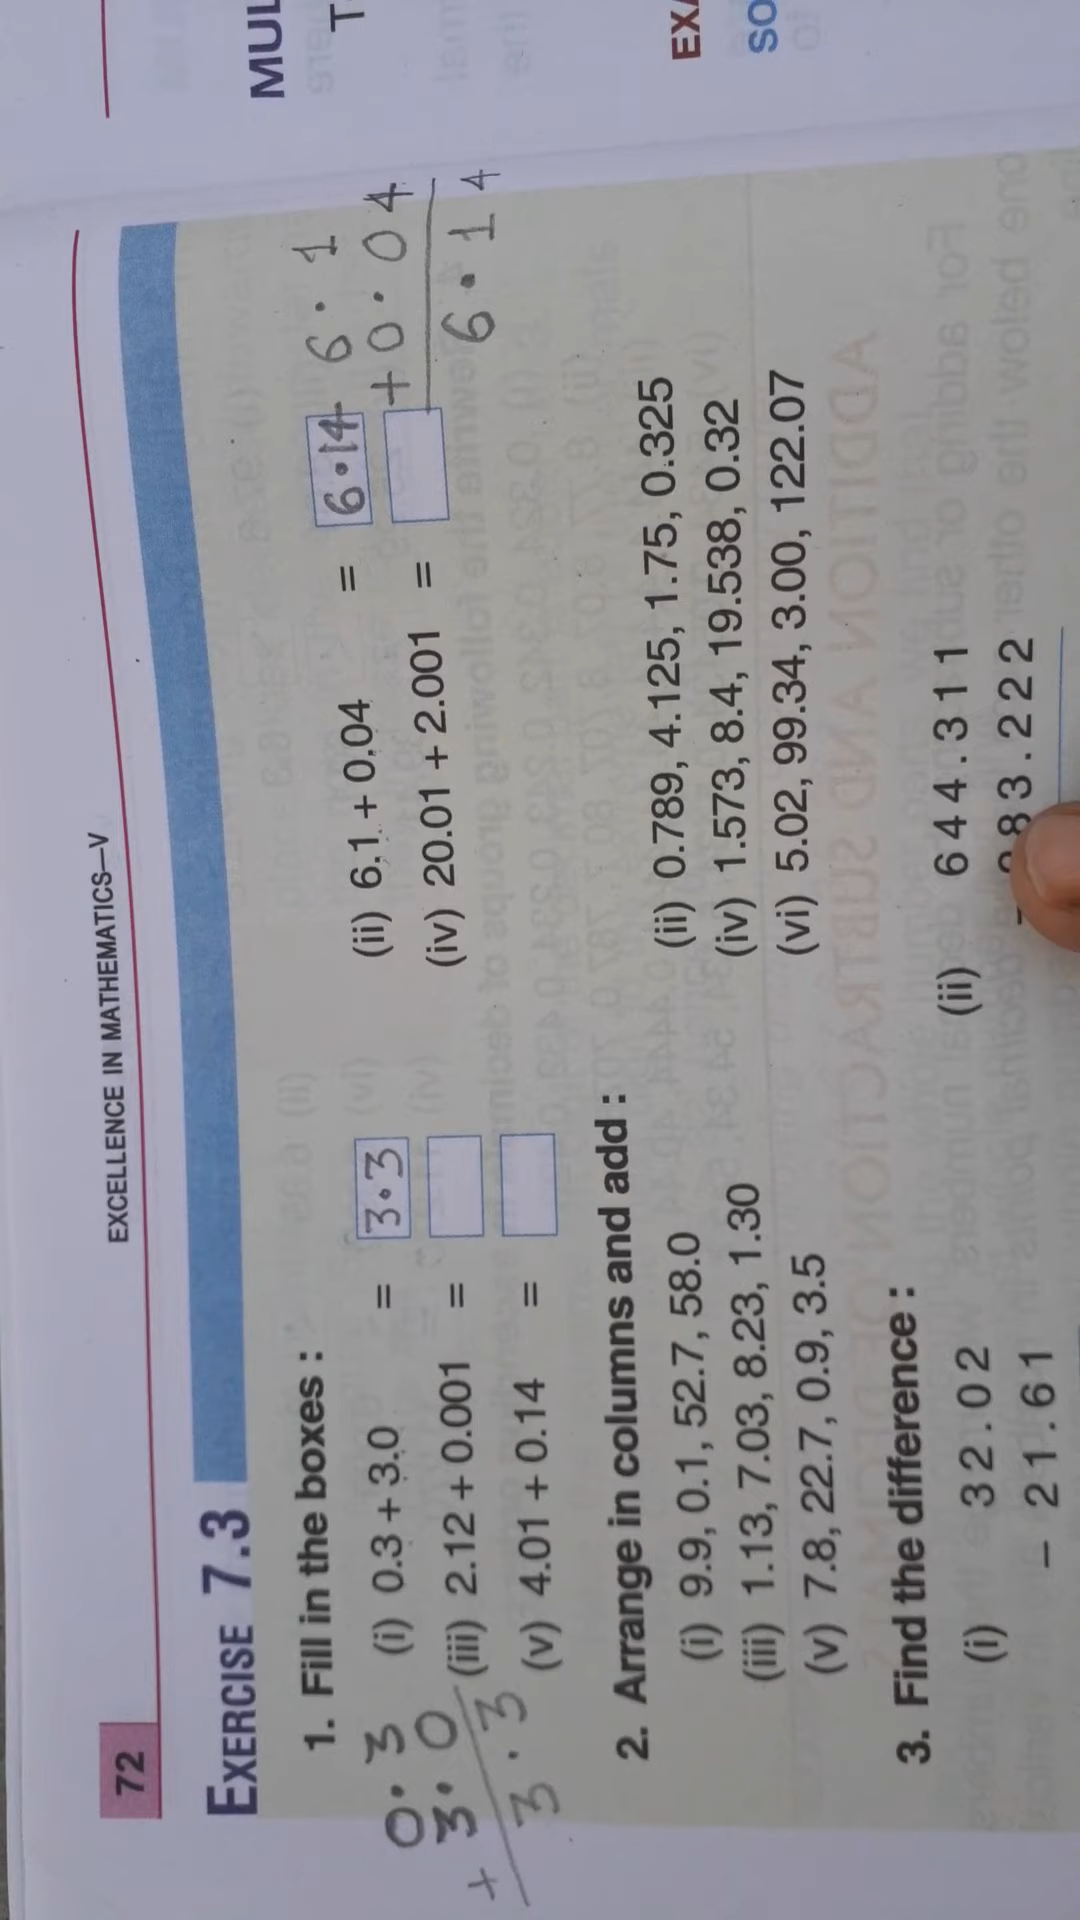 72
EXCELLENCE IN MATHEMATICS–V
EXERCISE 7.3
1. Fill in the boxes :
(i) 0.3 + 3.0 = 3.3
(ii) 6.1 + 0.04 = 6.14
(iii) 2.12 + 0.001 =
(iv) 20.01 + 2.001 =
(v) 4.01 + 0.14 =
0.3
+ 3.0
3.3
6.1
+0.04
6.14
2. Arrange in columns and add :
(i) 9.9, 0.1, 52.7, 58.0
(ii) 0.789, 4.125, 1.75, 0.325
(iii) 1.13, 7.03, 8.23, 1.30
(iv) 1.573, 8.4, 19.538, 0.32
(v) 7.8, 22.7, 0.9, 3.5
(vi) 5.02, 99.34, 3.00, 122.07
3. Find the difference :
(i) 32.02
– 21.61
(ii) 644.311
83.222
MUL
T
EXA
SO